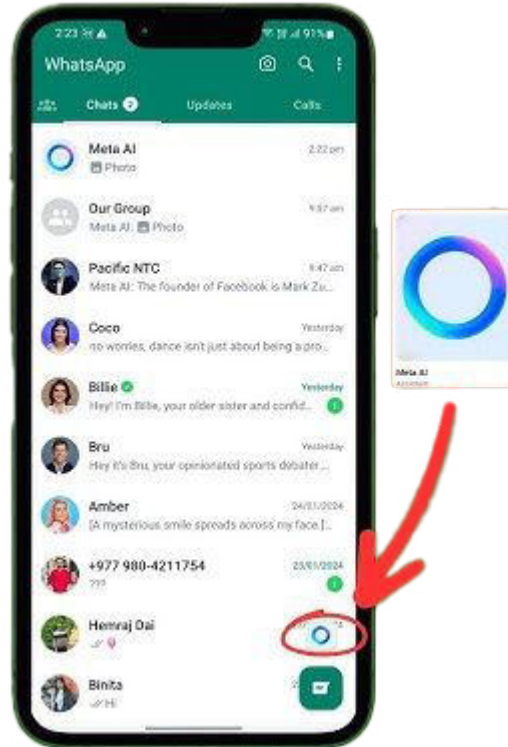 2:23
91%
WhatsApp
Chats 2
Updates
Calls
Meta AI
2:22 pm
Photo
Our Group
9:57 am
Meta AI: Photo
Pacific NTC
9:47 am
Meta AI: The founder of Facebook is Mark Zu...
Coco
Yesterday
no worries, dance isn't just about being a pro...
Billie
Yesterday
Hey! I'm Billie, your older sister and confid...
1
Bru
Yesterday
Hey it's Bru, your opinionated sports debater...
Amber
24/01/2024
[A mysterious smile spreads across my face.]...
+977 980-4211754
23/01/2024
???
1
Hemraj Dai
Binita
Hi
Meta AI
Assistant